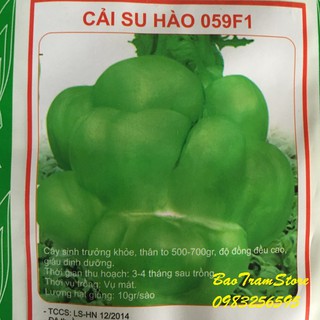 CẢI SU HÀO 059F1
Cây sinh trưởng khỏe, thân to 500-700gr, độ đồng đều cao,
giàu dinh dưỡng.
Thời gian thu hoạch: 3-4 tháng sau trồng
Thời vụ trồng: Vụ mát.
Lượng hạt giống: 10gr/sào
BaoTramStore
0983256596
- TCCS: LS-HN 12/2014